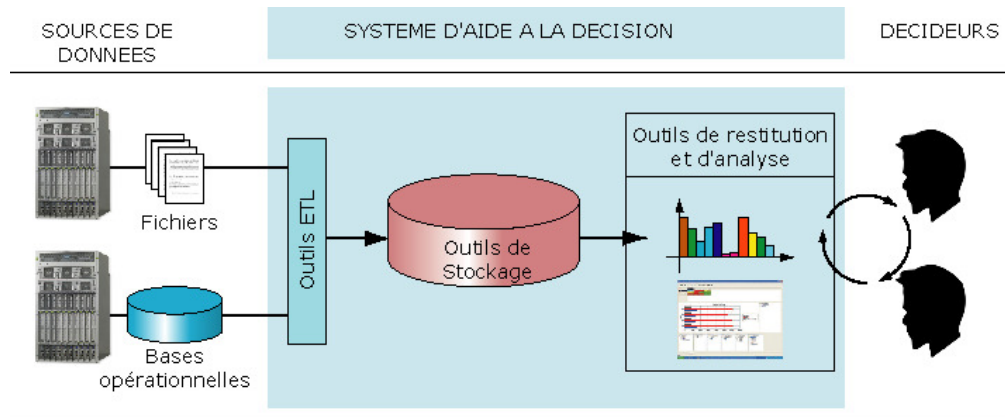 SOURCES DE
DONNEES
SYSTEME D'AIDE A LA DECISION
DECIDEURS
Fichiers
Bases
opérationnelles
Outils ETL
Outils de
Stockage
Outils de restitution
et d'analyse